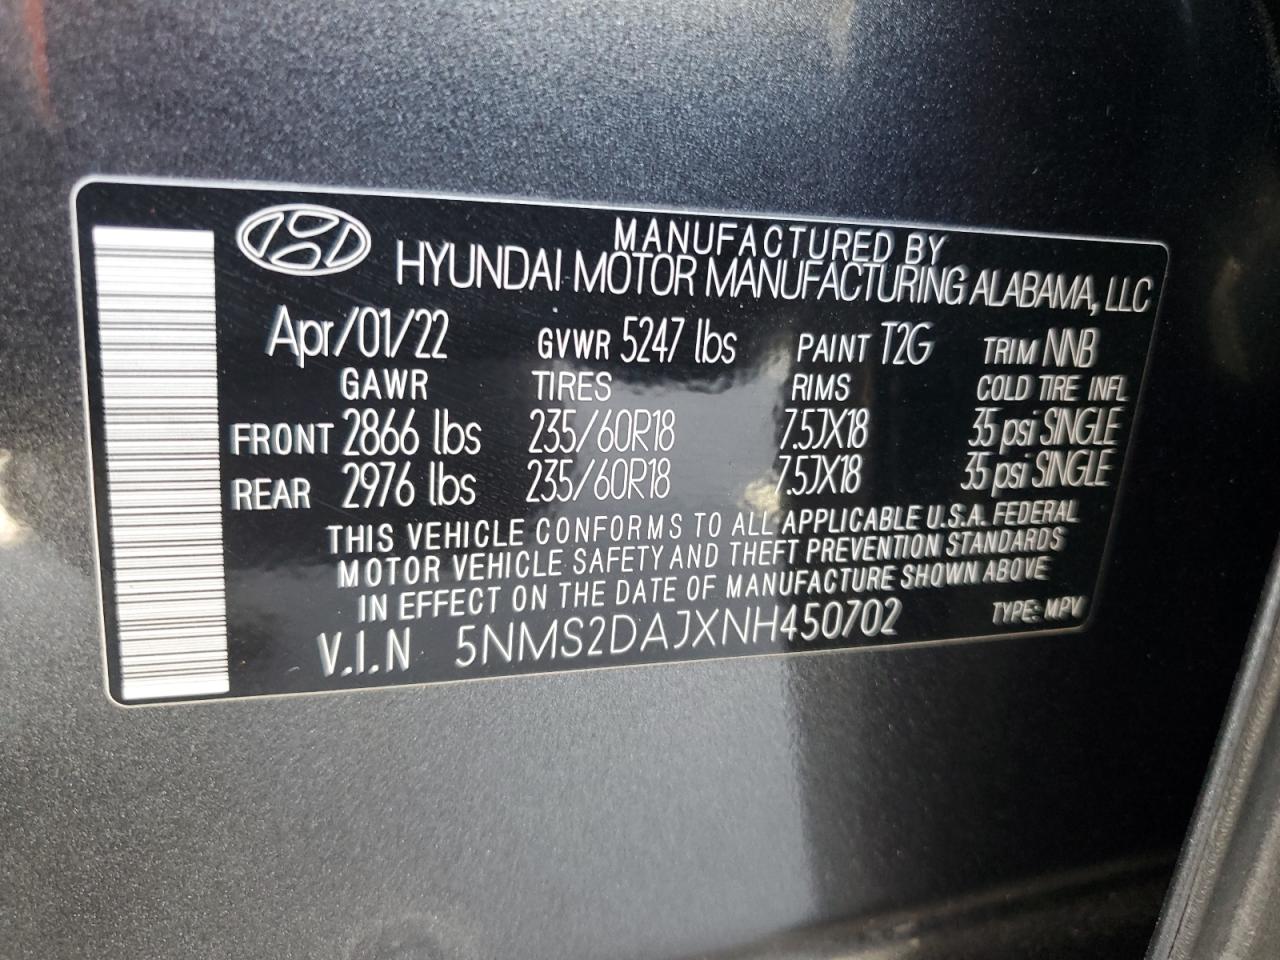 MANUFACTURED BY
HYUNDAI MOTOR MANUFACTURING ALABAMA, LLC
Apr/01/22 GVWR 5247 lbs PAINT T2G TRIM NNB
GAWR TIRES RIMS COLD TIRE INFL
FRONT 2866 lbs 235/60R18 7.5JX18 35 psi SINGLE
REAR 2976 lbs 235/60R18 7.5JX18 35 psi SINGLE
THIS VEHICLE CONFORMS TO ALL APPLICABLE U.S.A. FEDERAL
MOTOR VEHICLE SAFETY AND THEFT PREVENTION STANDARDS
IN EFFECT ON THE DATE OF MANUFACTURE SHOWN ABOVE
V.I.N 5NMS2DAJXNH450702 TYPE: MPV